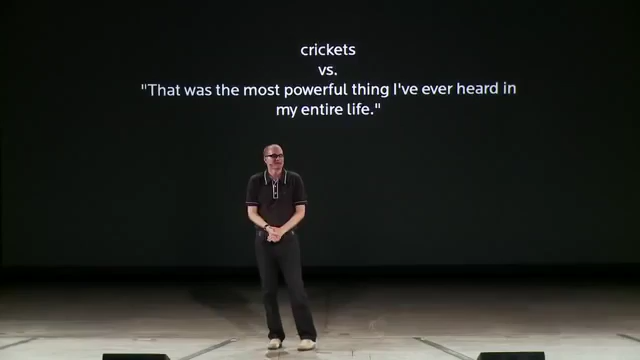 crickets
vs.
"That was the most powerful thing I've ever heard in
my entire life."